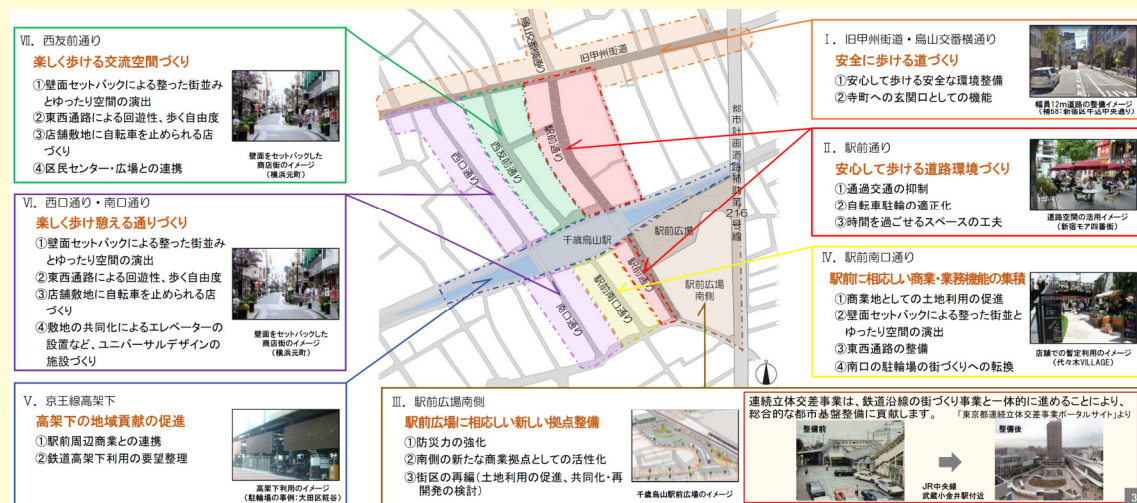 Ⅶ. 西友前通り
楽しく歩ける交流空間づくり
①壁面セットバックによる整った街並み
とゆったり空間の演出
②東西通路による回遊性、歩く自由度
③店舗敷地に自転車を止められる店
づくり
④区民センター・広場との連携
壁面をセットバックした
商店街のイメージ
(横浜元町)
Ⅵ. 西口通り・南口通り
楽しく歩け憩える通りづくり
①壁面セットバックによる整った街並み
とゆったり空間の演出
②東西通路による回遊性、歩く自由度
③店舗敷地に自転車を止められる店
づくり
④敷地の共同化によるエレベーターの
設置など、ユニバーサルデザインの
施設づくり
壁面をセットバックした
商店街のイメージ
(横浜元町)
Ⅴ. 京王線高架下
高架下の地域貢献の促進
①駅前周辺商業との連携
②鉄道高架下利用の要望整理
高架下利用のイメージ
(駐輪場の事例:大田区糀谷)
烏山交番横通り
旧甲州街道
都市計画道路補助第216号線
駅前通り
西友前通り
西口通り
千歳烏山駅
駅前広場
駅前通り
駅前南口通り
南口通り
駅前広場
南側
N
Ⅰ. 旧甲州街道・烏山交番横通り
安全に歩ける道づくり
①安心して歩ける安全な環境整備
②寺町への玄関口としての機能
幅員12m道路の整備イメージ
(補68:新宿区牛込中央通り)
Ⅱ. 駅前通り
安心して歩ける道路環境づくり
①通過交通の抑制
②自転車駐輪の適正化
③時間を過ごせるスペースの工夫
道路空間の活用イメージ
(新宿モア四番街)
Ⅳ. 駅前南口通り
駅前に相応しい商業・業務機能の集積
①商業地としての土地利用の促進
②壁面セットバックによる整った街並と
ゆったり空間の演出
③東西通路の整備
④南口の駐輪場の街づくりへの転換
店舗での暫定利用のイメージ
(代々木VILLAGE)
Ⅲ. 駅前広場南側
駅前広場に相応しい新しい拠点整備
①防災力の強化
②南側の新たな商業拠点としての活性化
③街区の再編(土地利用の促進、共同化・再
開発の検討)
千歳烏山駅前広場のイメージ
連続立体交差事業は、鉄道沿線の街づくり事業と一体的に進めることにより、
総合的な都市基盤整備に貢献します。 「東京都連続立体交差事業ポータルサイト」より
整備前
整備後
JR中央線
武蔵小金井駅付近